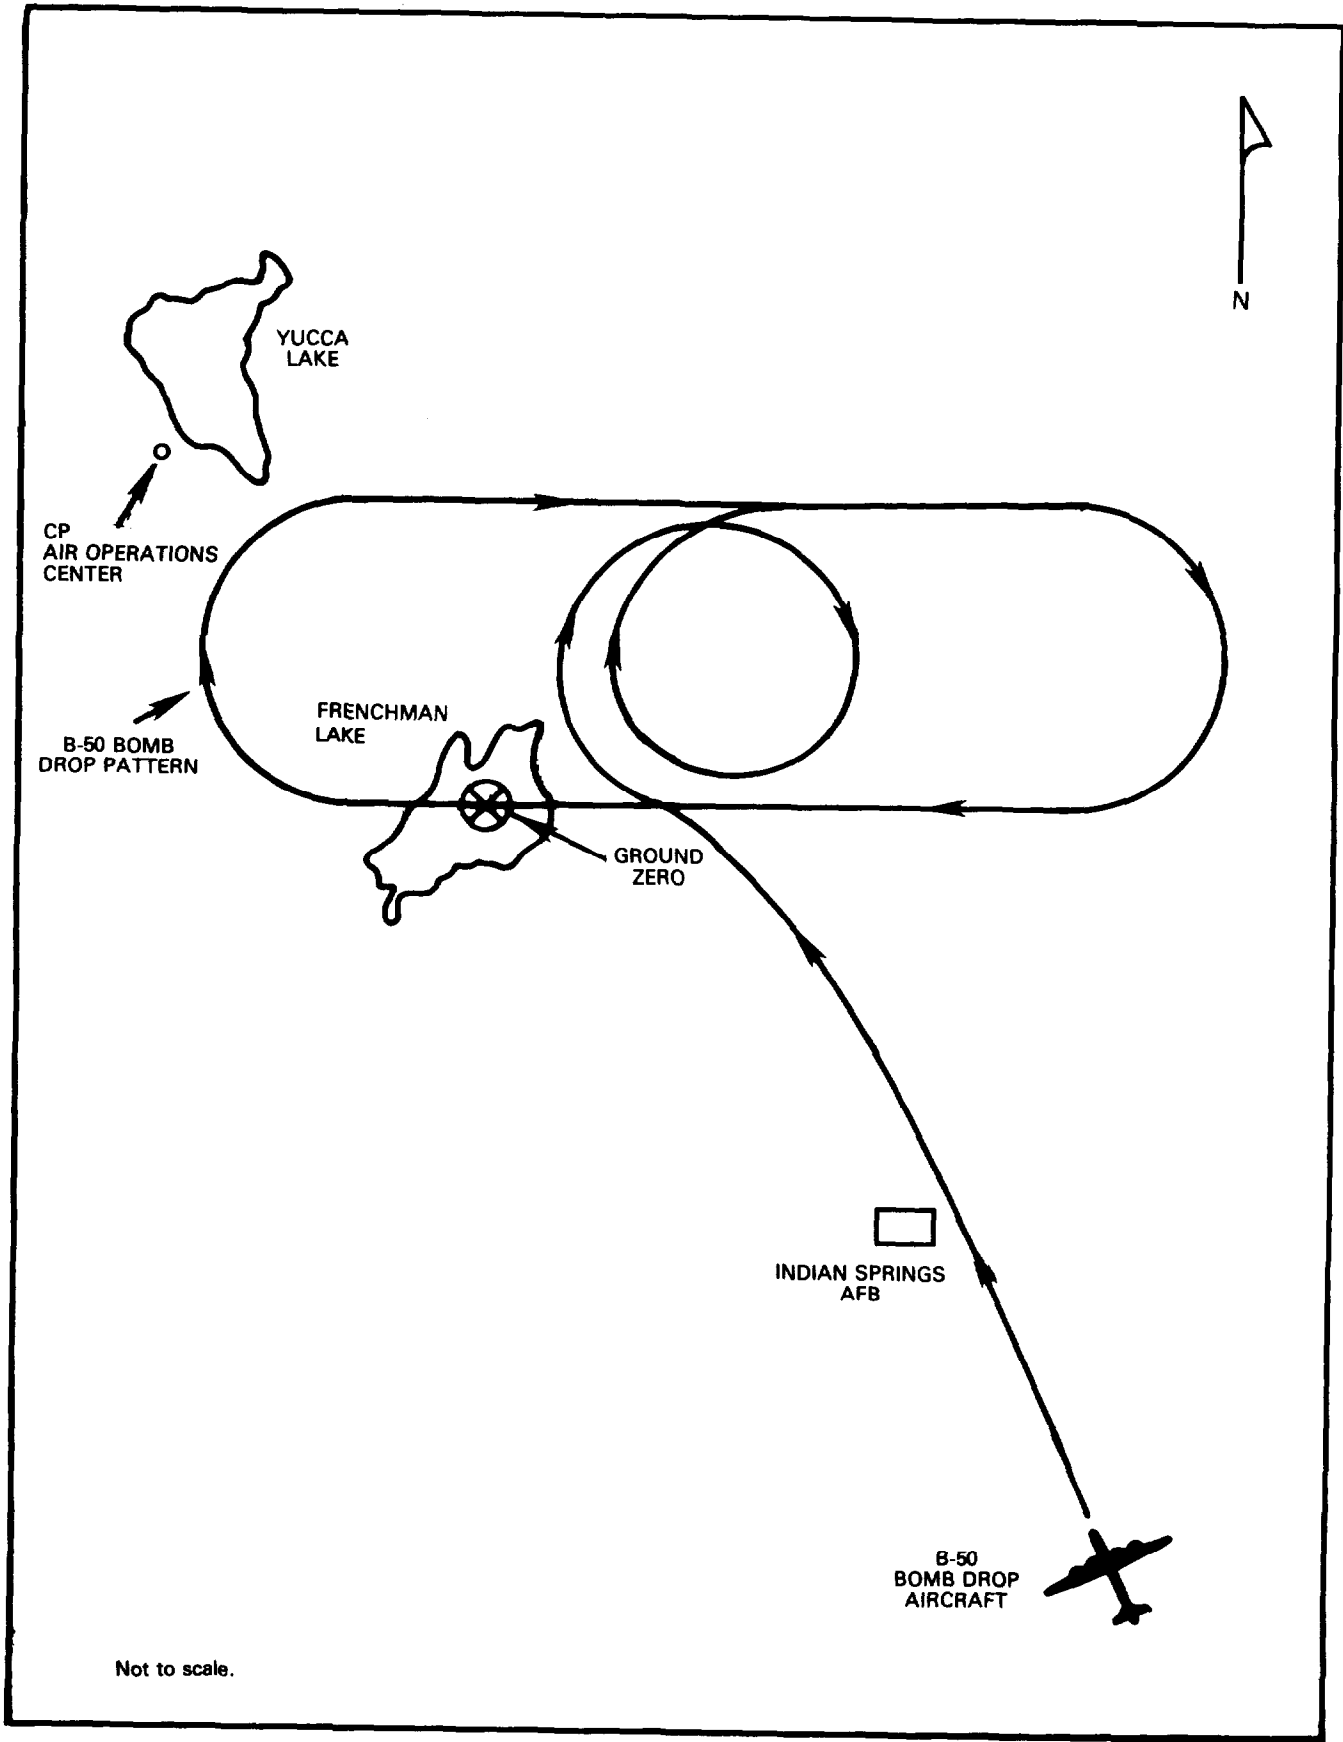 N
YUCCA
LAKE
CP
AIR OPERATIONS
CENTER
FRENCHMAN
LAKE
B-50 BOMB
DROP PATTERN
GROUND
ZERO
INDIAN SPRINGS
AFB
B-50
BOMB DROP
AIRCRAFT
Not to scale.